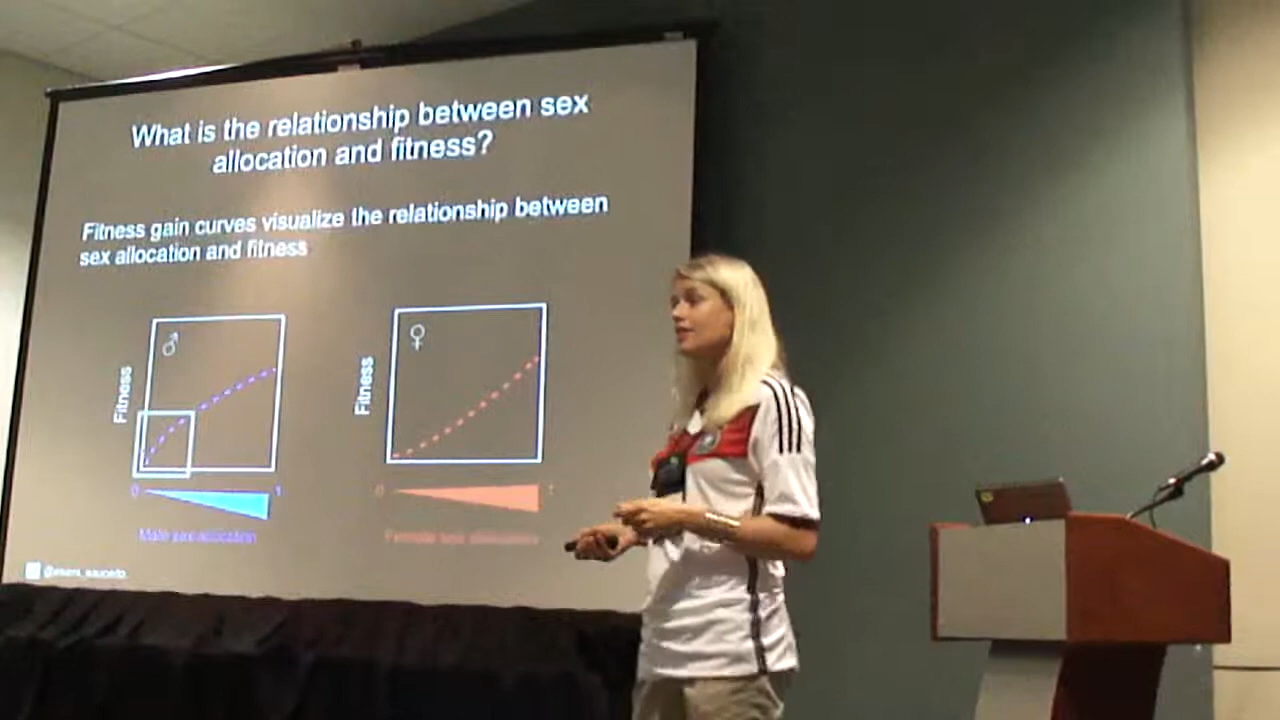 What is the relationship between sex
allocation and fitness?
Fitness gain curves visualize the relationship between
sex allocation and fitness
♂
♀
Fitness
Fitness
0 1
0 1
Male sex allocation
Female sex allocation